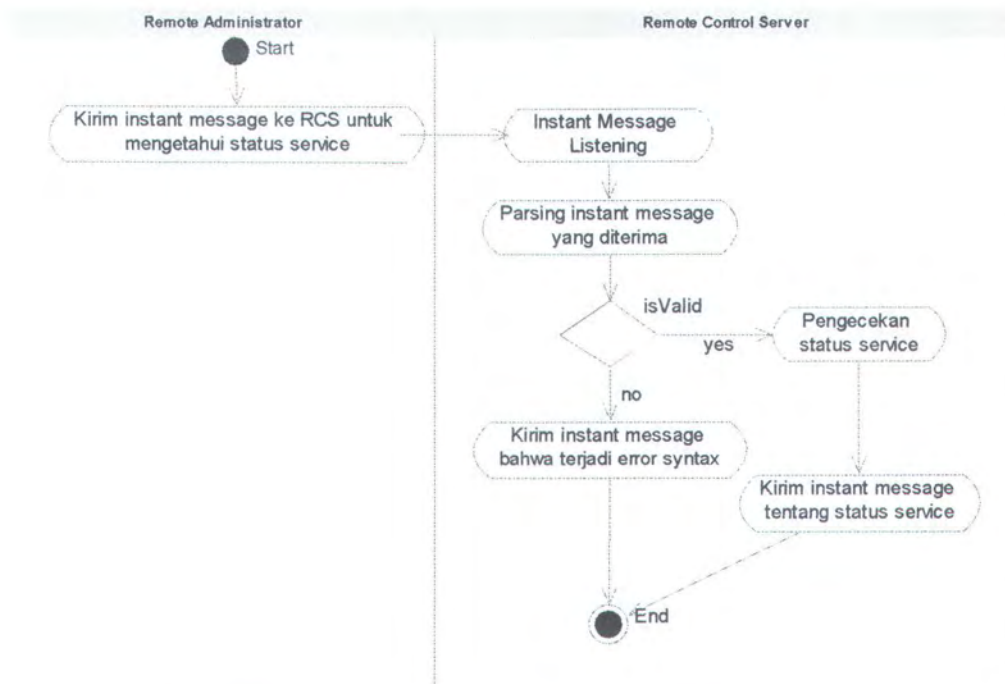 Remote Administrator
Remote Control Server
Start
Kirim instant message ke RCS untuk
mengetahui status service
Instant Message
Listening
Parsing instant message
yang diterima
isValid
yes
Pengecekan
status service
no
Kirim instant message
bahwa terjadi error syntax
Kirim instant message
tentang status service
End